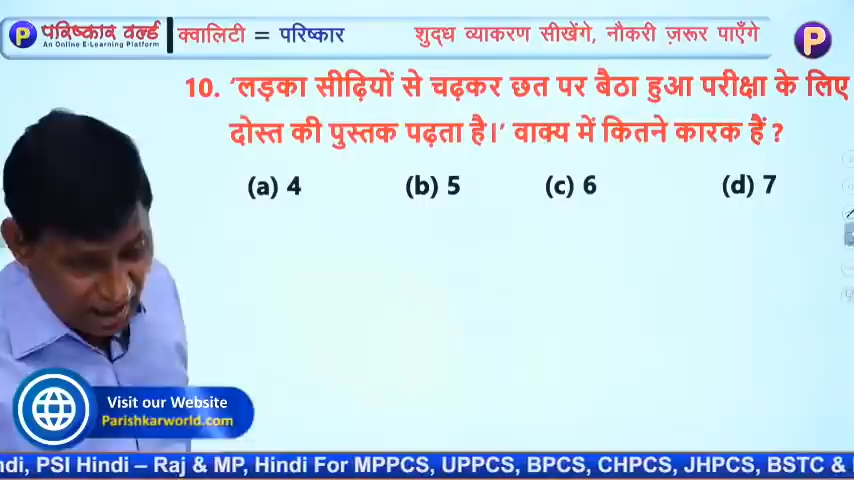 परिष्कार वर्ल्ड
An Online E-Learning Platform
क्वालिटी = परिष्कार
शुद्ध व्याकरण सीखेंगे, नौकरी ज़रूर पाएँगे
10. ‘लड़का सीढ़ियों से चढ़कर छत पर बैठा हुआ परीक्षा के लिए
दोस्त की पुस्तक पढ़ता है।’ वाक्य में कितने कारक हैं ?
(a) 4 (b) 5 (c) 6 (d) 7
Visit our Website
Parishkarworld.com
ndi, PSI Hindi – Raj & MP, Hindi For MPPCS, UPPCS, BPCS, CHPCS, JHPCS, BSTC &